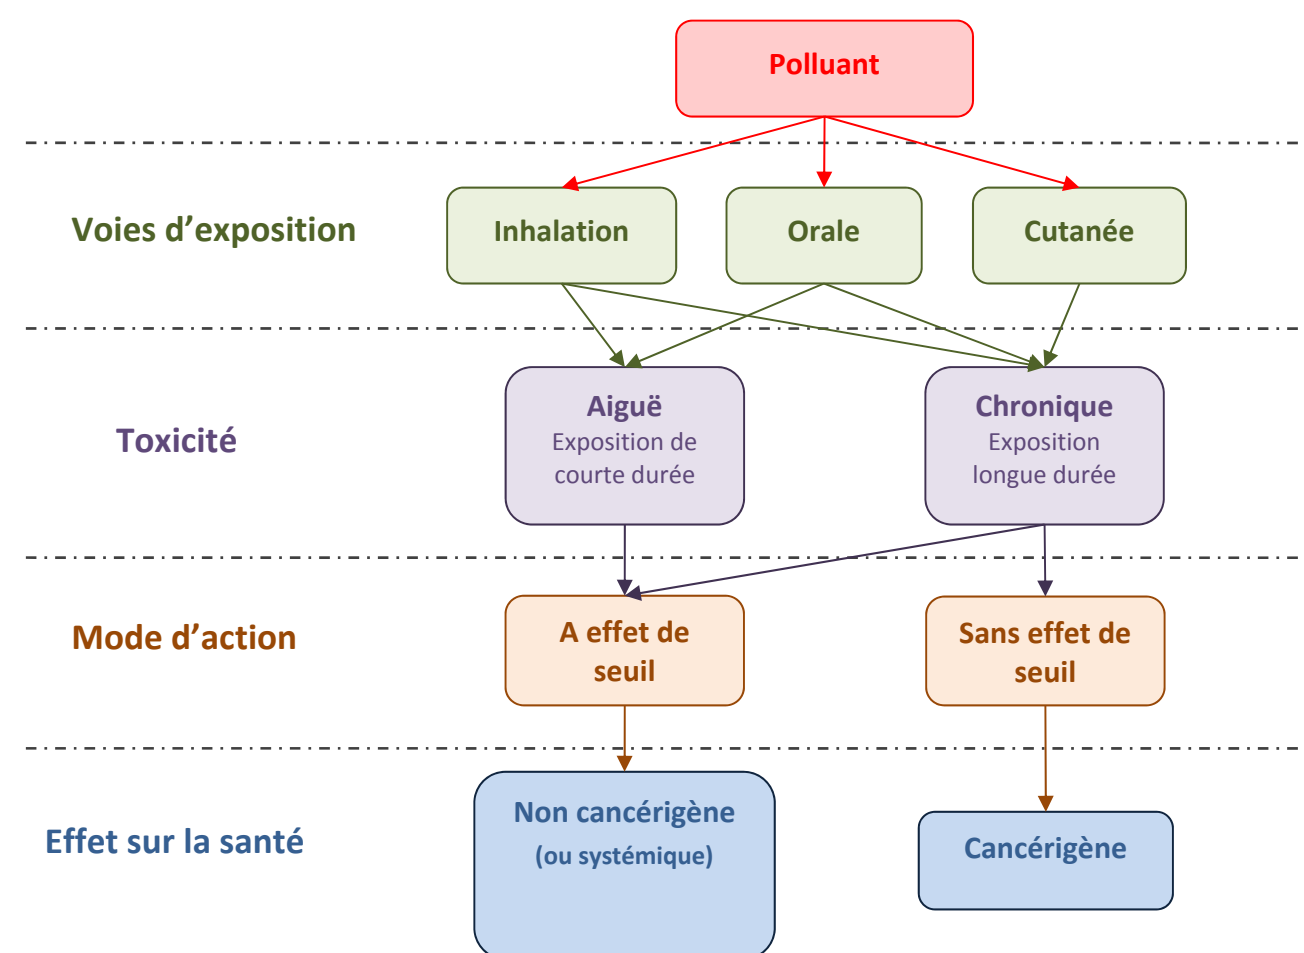 Polluant
Voies d’exposition
Inhalation
Orale
Cutanée
Toxicité
Aiguë
Exposition de
courte durée
Chronique
Exposition
longue durée
Mode d’action
A effet de
seuil
Sans effet de
seuil
Effet sur la santé
Non cancérigène
(ou systémique)
Cancérigène